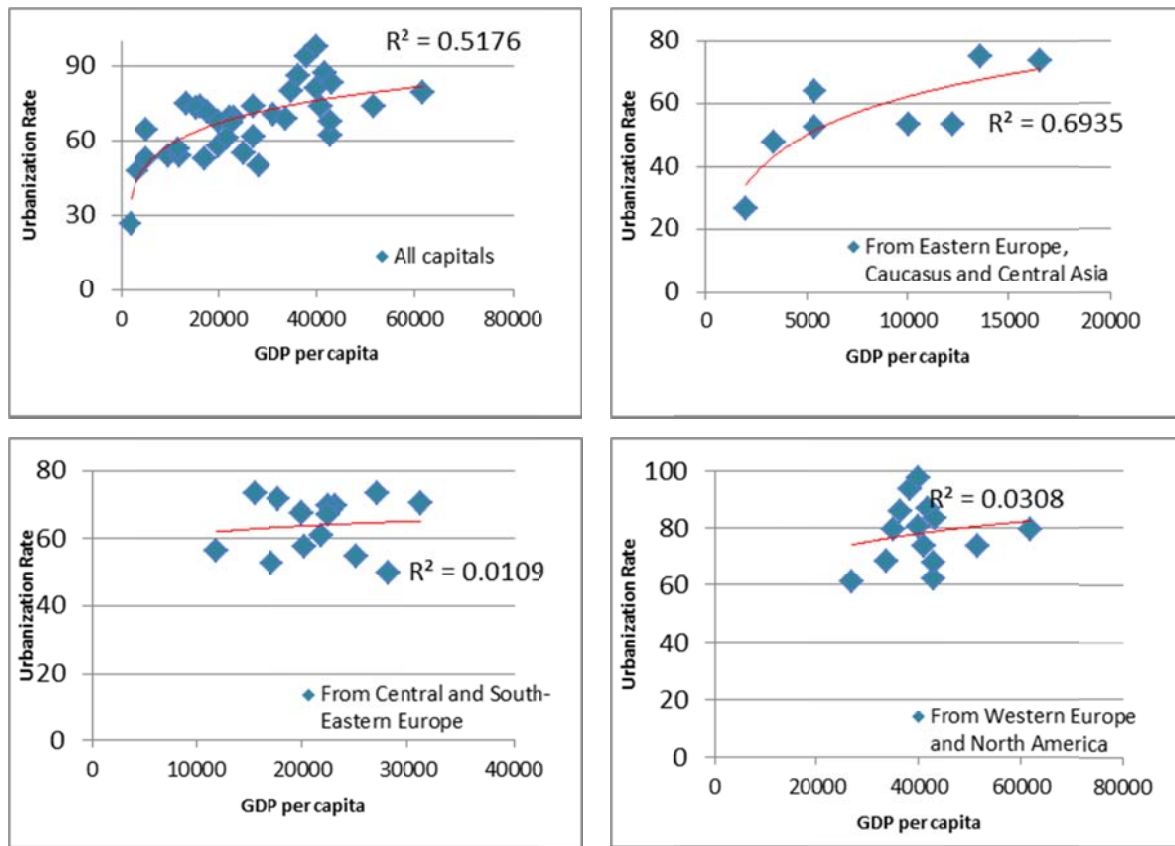 R² = 0.5176
90
60
30
0
Urbanization Rate
All capitals
0 20000 40000 60000 80000
GDP per capita
80
60
40
20
0
Urbanization Rate
R² = 0.6935
From Eastern Europe,
Caucasus and Central Asia
0 5000 10000 15000 20000
GDP per capita
80
60
40
20
0
Urbanization Rate
R² = 0.0109
From Central and South-
Eastern Europe
0 10000 20000 30000 40000
GDP per capita
100
80
60
40
20
0
Urbanization Rate
R² = 0.0308
From Western Europe
and North America
0 20000 40000 60000 80000
GDP per capita